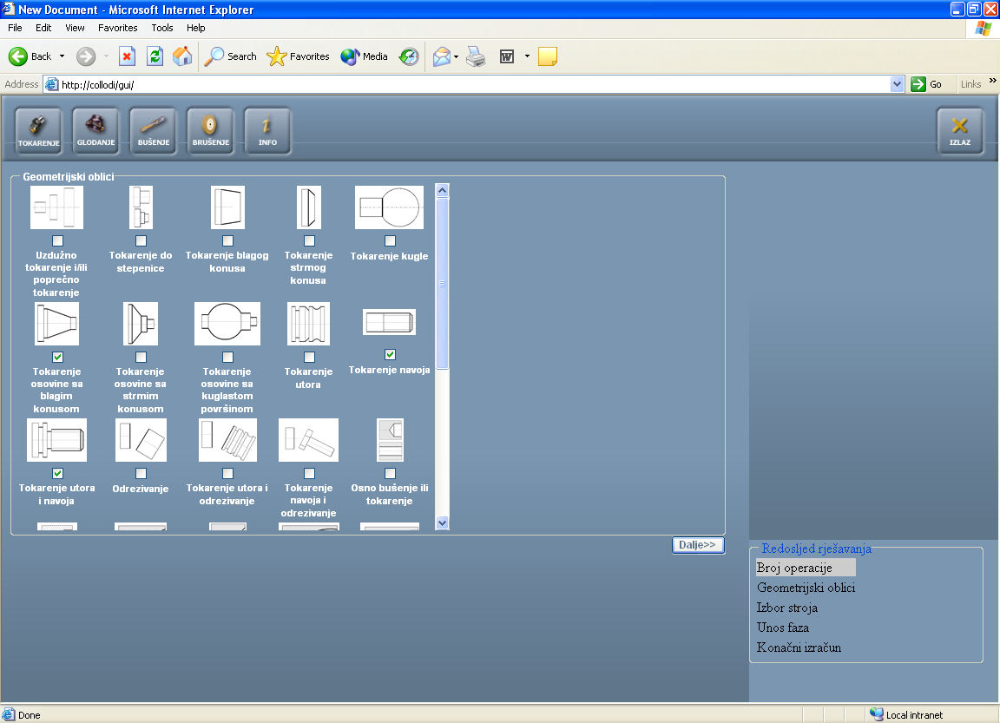 New Document - Microsoft Internet Explorer
File Edit View Favorites Tools Help
Back Search Favorites Media
Address http://collodi/gui/ Go Links »
TOKARENJE GLODANJE BUŠENJE BRUŠENJE INFO IZLAZ
Geometrijski oblici
Uzdužno
tokarenje i/ili
poprečno
tokarenje
Tokarenje do
stepenice
Tokarenje blagog
konusa
Tokarenje
strmog
konusa
Tokarenje kugle
Tokarenje
osovine sa
blagim
konusom
Tokarenje
osovine sa
strmim
konusom
Tokarenje
osovine sa
kuglastom
površinom
Tokarenje
utora
Tokarenje navoja
Tokarenje utora
i navoja
Odrezivanje
Tokarenje utora i
odrezivanje
Tokarenje
navoja i
odrezivanje
Osno bušenje ili
tokarenje
Dalje>>
Redosljed rješavanja
Broj operacije
Geometrijski oblici
Izbor stroja
Unos faza
Konačni izračun
Done
Local intranet